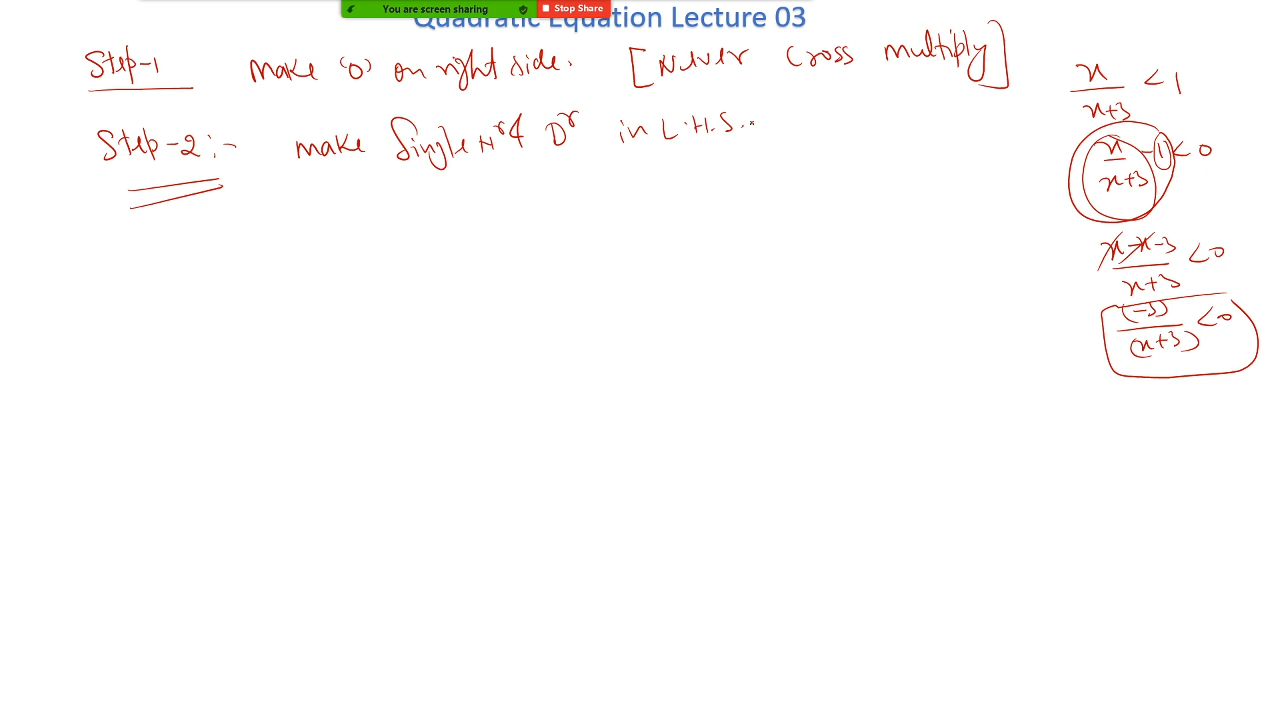 You are screen sharing Stop Share
Quadratic Equation Lecture 03
Step-1 make '0' on right side. [Never Cross multiply]
Step-2:- make Single Nʳ & Dʳ in L.H.S..
x/(x+3) < 1
x/(x+3) - 1 < 0
(x-x-3)/(x+3) < 0
(-3)/(x+3) < 0